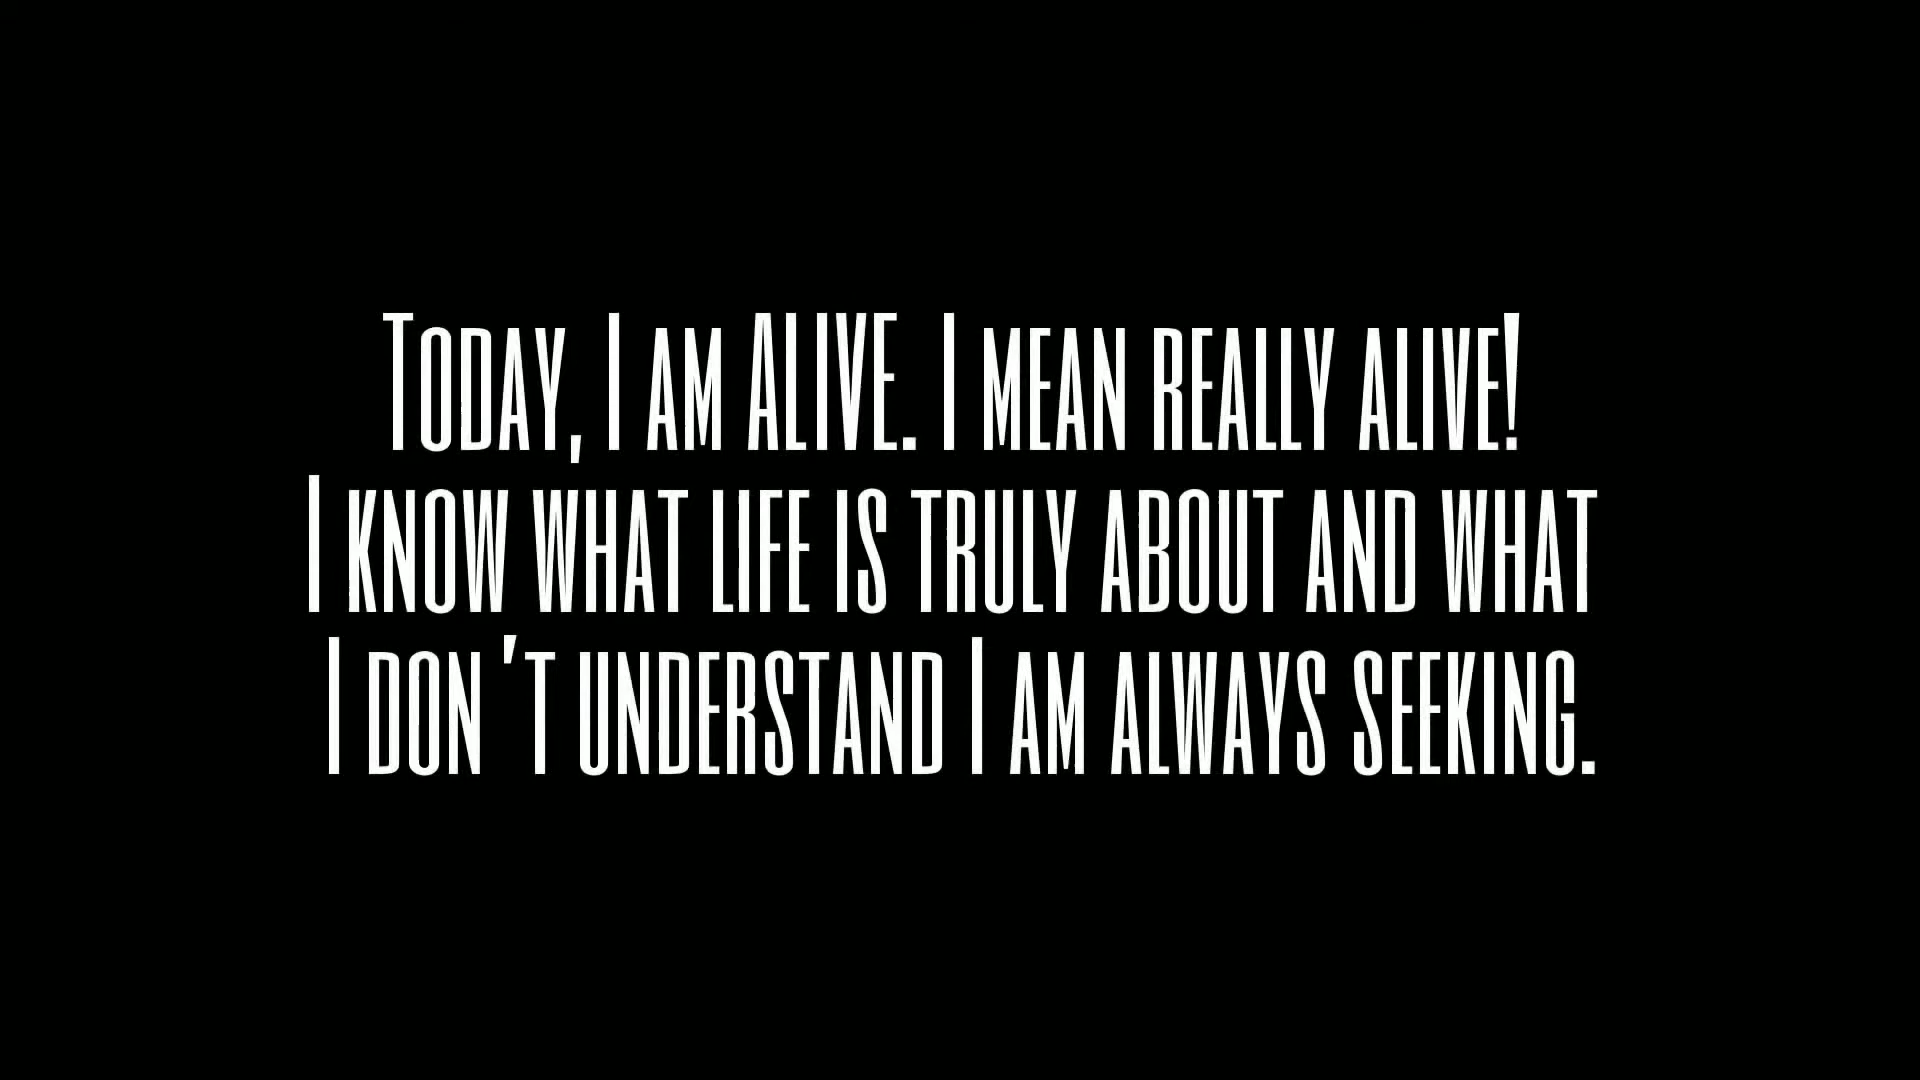 Today, I am ALIVE. I mean really alive!
I know what life is truly about and what
I don't understand I am always seeking.